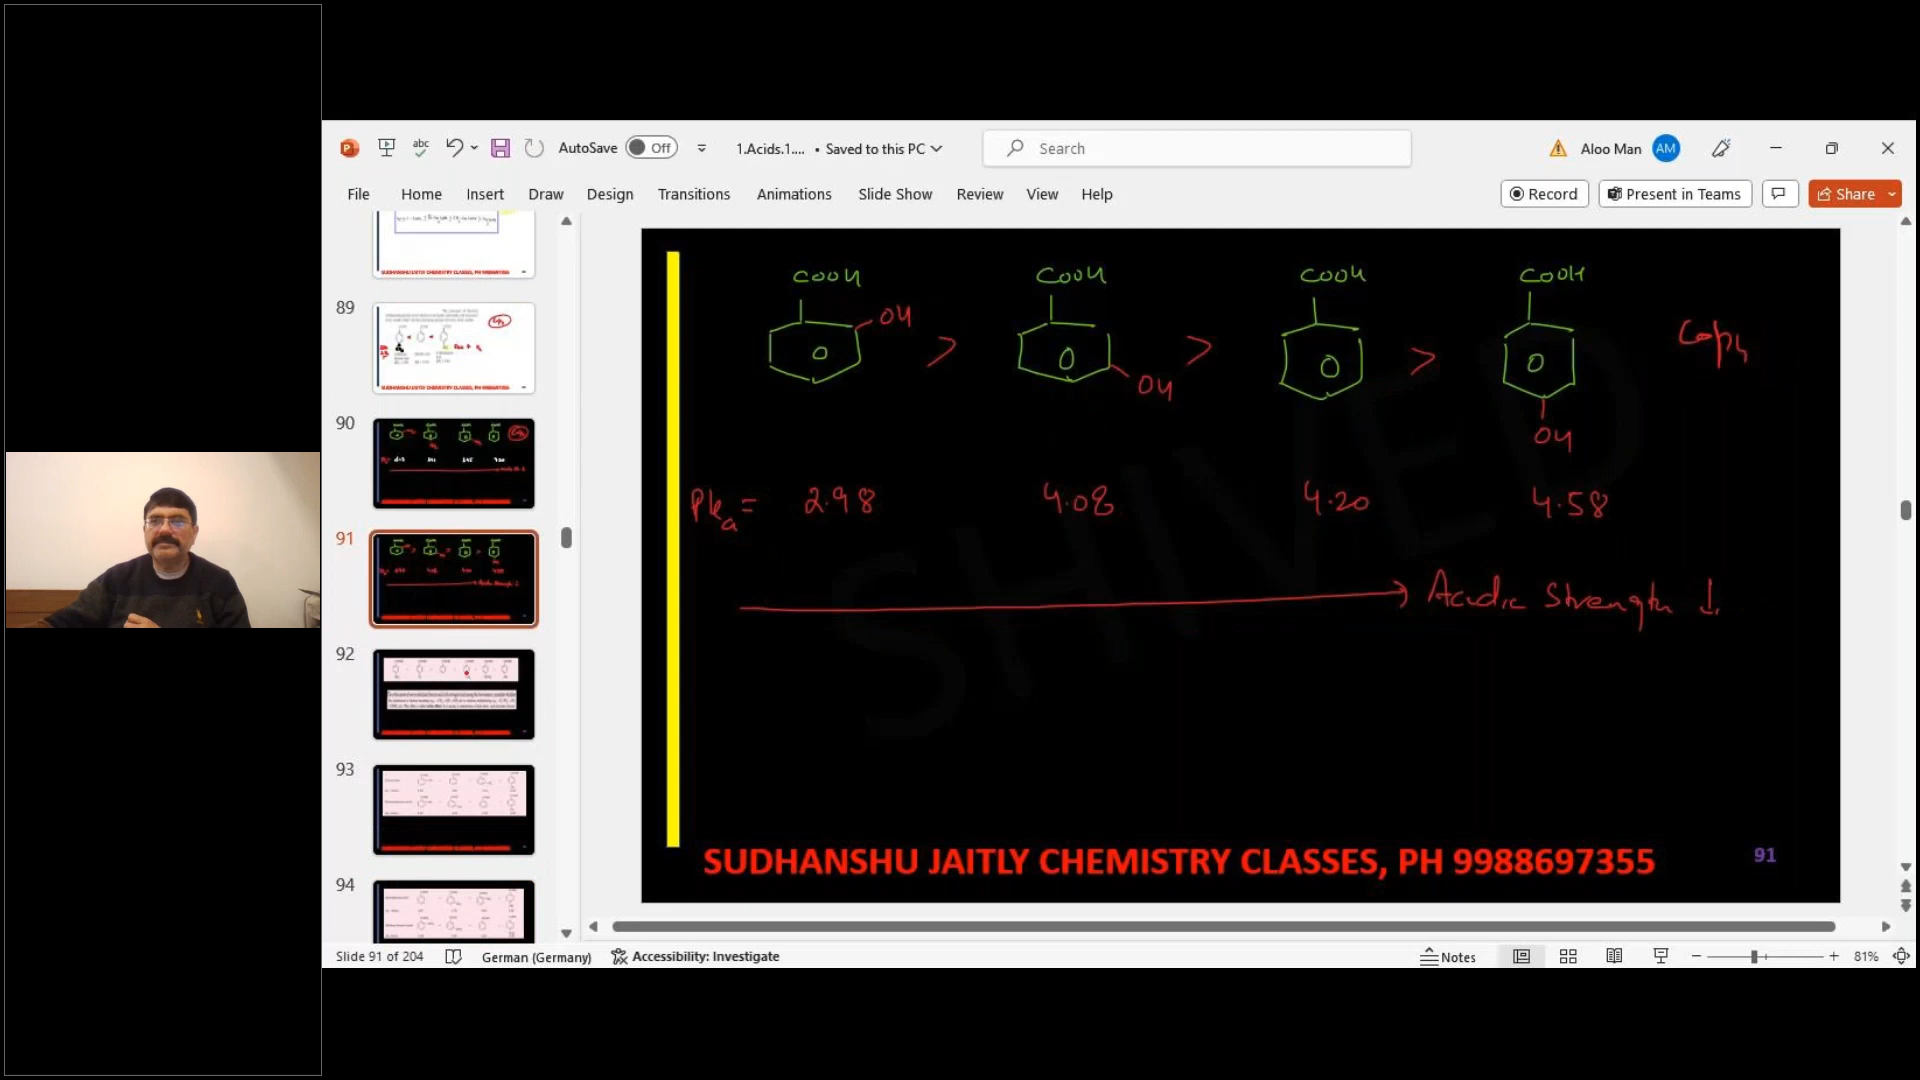 AutoSave Off 1.Acids.1.... • Saved to this PC Search Aloo Man AM
File Home Insert Draw Design Transitions Animations Slide Show Review View Help Record Present in Teams Share
89
90
91
92
93
94
COOH COOH COOH COOH
OH > OH > > OH Copy
Pka = 2.98 4.08 4.20 4.58
Acidic Strength ↓.
SHIVED
SUDHANSHU JAITLY CHEMISTRY CLASSES, PH 9988697355 91
Slide 91 of 204 German (Germany) Accessibility: Investigate Notes 81%